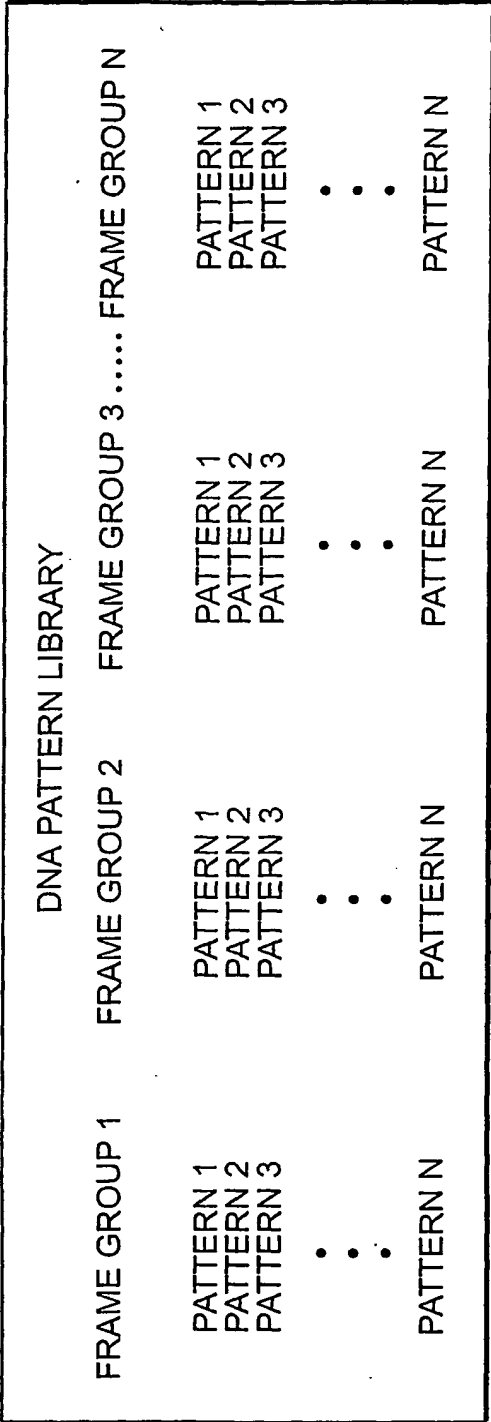 DNA PATTERN LIBRARY
FRAME GROUP 1 FRAME GROUP 2 FRAME GROUP 3 ..... FRAME GROUP N
PATTERN 1 PATTERN 1 PATTERN 1 PATTERN 1
PATTERN 2 PATTERN 2 PATTERN 2 PATTERN 2
PATTERN 3 PATTERN 3 PATTERN 3 PATTERN 3
PATTERN N PATTERN N PATTERN N PATTERN N